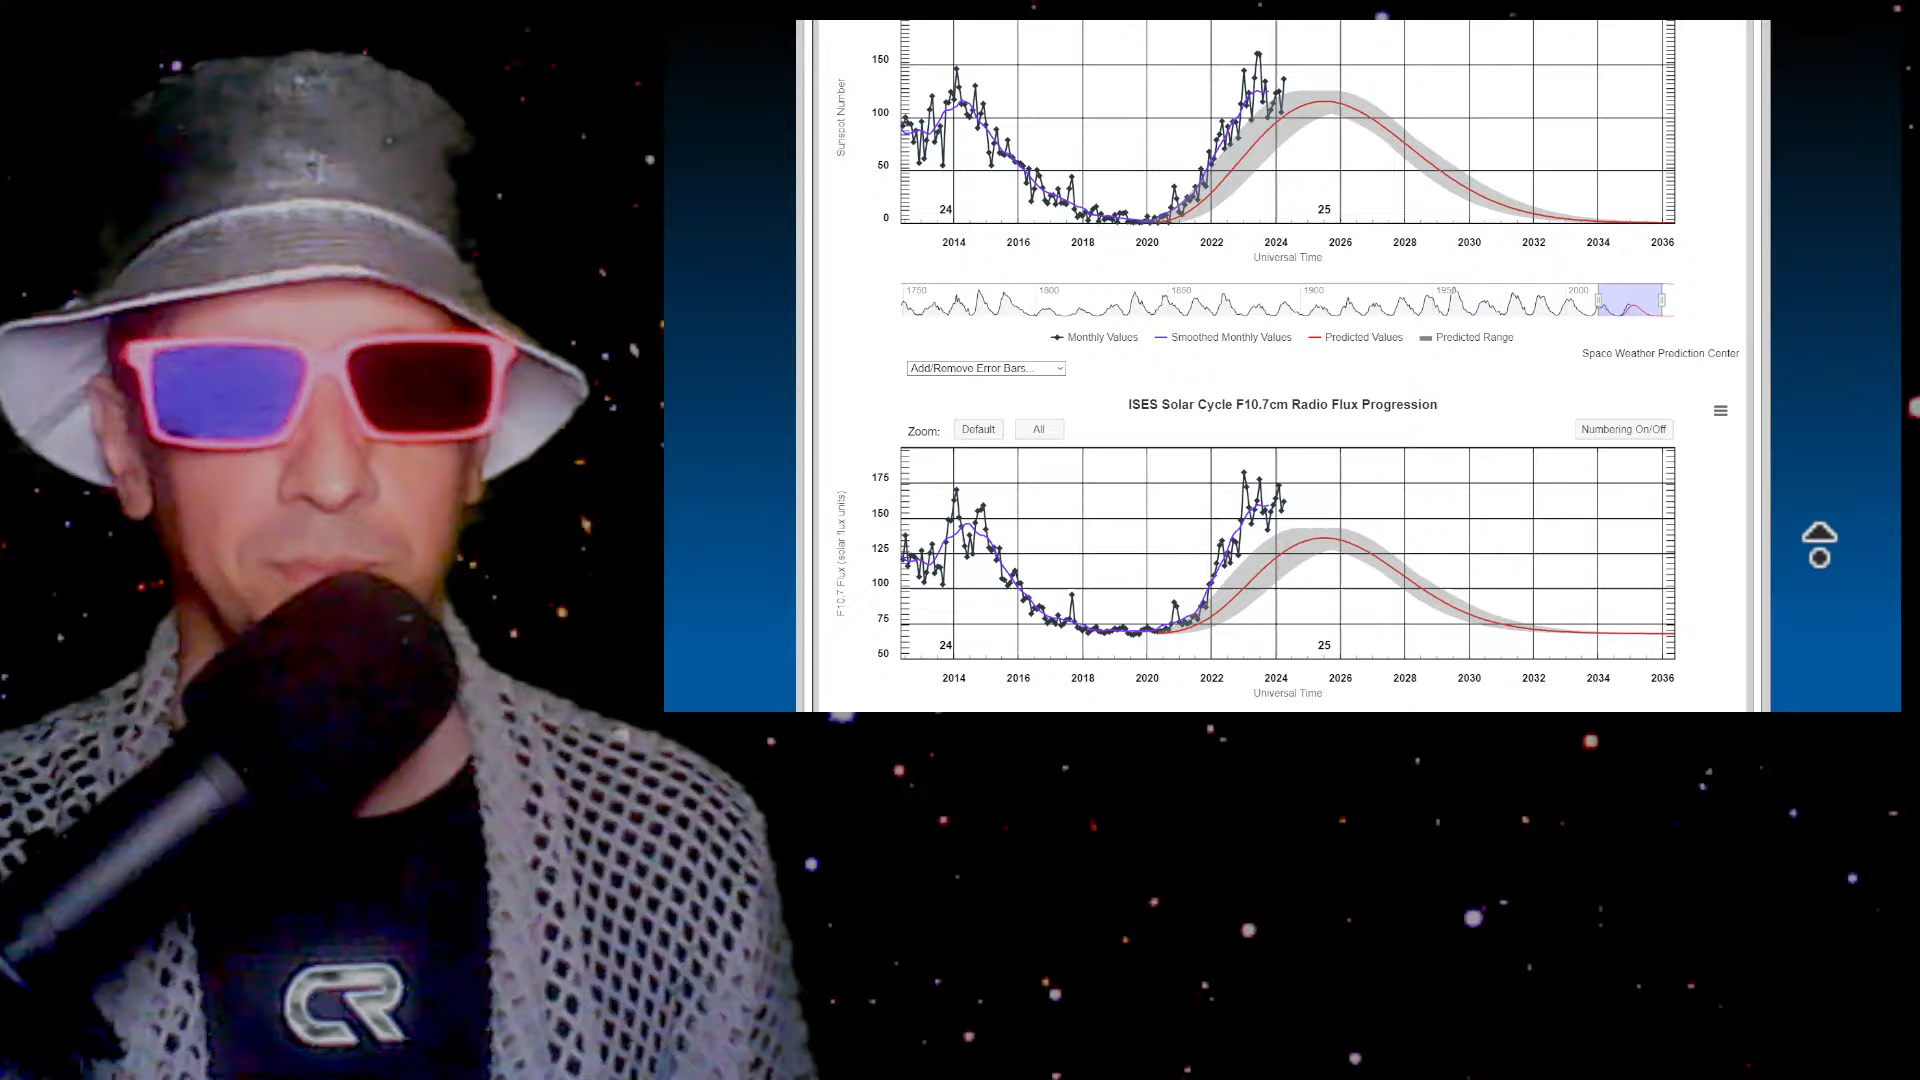 150
100
50
0
Sunspot Number
24
25
2014 2016 2018 2020 2022 2024 2026 2028 2030 2032 2034 2036
Universal Time
1750 1800 1850 1900 1950 2000
Monthly Values Smoothed Monthly Values Predicted Values Predicted Range
Space Weather Prediction Center
Add/Remove Error Bars...
ISES Solar Cycle F10.7cm Radio Flux Progression
Zoom: Default All Numbering On/Off
175
150
125
100
75
50
F10.7 Flux (solar flux units)
24
25
2014 2016 2018 2020 2022 2024 2026 2028 2030 2032 2034 2036
Universal Time
CR